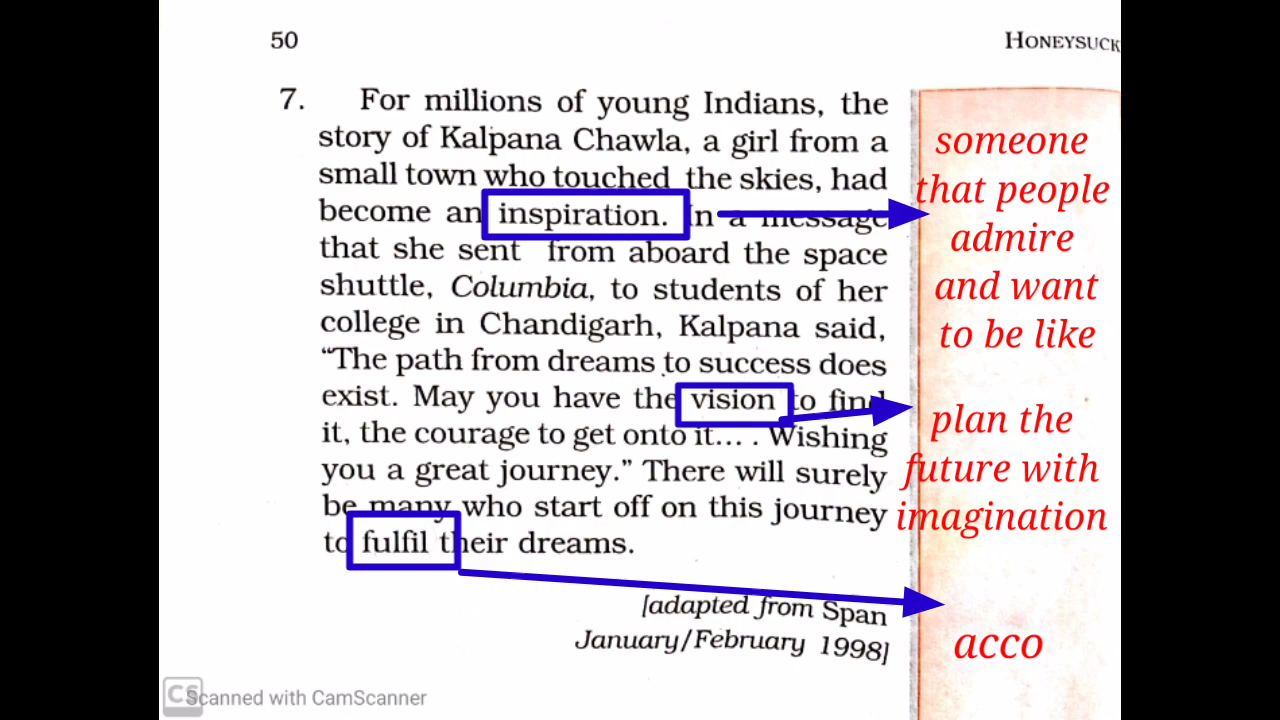 50
HONEYSUCK
7. For millions of young Indians, the
story of Kalpana Chawla, a girl from a
small town who touched the skies, had
become an inspiration. In a message
that she sent from aboard the space
shuttle, Columbia, to students of her
college in Chandigarh, Kalpana said,
“The path from dreams to success does
exist. May you have the vision to find
it, the courage to get onto it... . Wishing
you a great journey.” There will surely
be many who start off on this journey
to fulfil their dreams.
[adapted from Span
January/February 1998]
someone
that people
admire
and want
to be like
plan the
future with
imagination
acco
CS Scanned with CamScanner